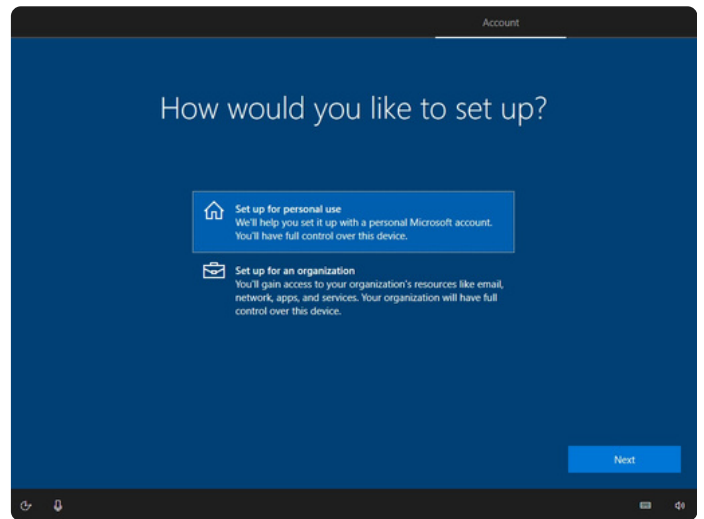 Account
How would you like to set up?
Set up for personal use
We'll help you set it up with a personal Microsoft account.
You'll have full control over this device.
Set up for an organization
You'll gain access to your organization's resources like email,
network, apps, and services. Your organization will have full
control over this device.
Next